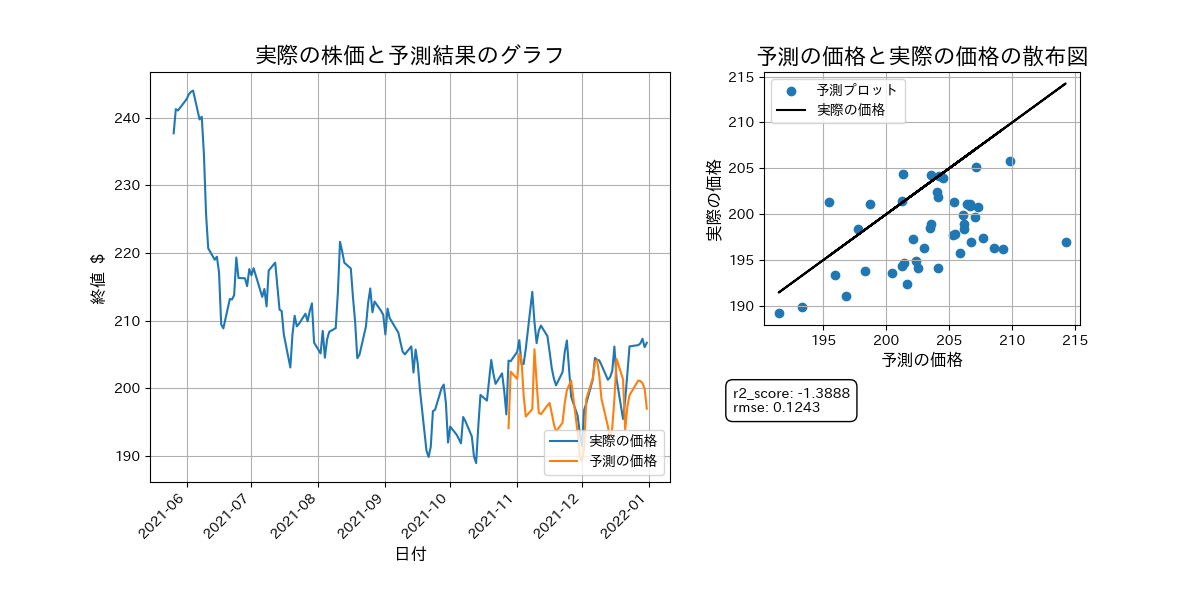 実際の株価と予測結果のグラフ
終値 $
240
230
220
210
200
190
2021-06
2021-07
2021-08
2021-09
2021-10
2021-11
2021-12
2022-01
日付
実際の価格
予測の価格
予測の価格と実際の価格の散布図
実際の価格
215
210
205
200
195
190
予測プロット
実際の価格
195
200
205
210
215
予測の価格
r2_score: -1.3888
rmse: 0.1243